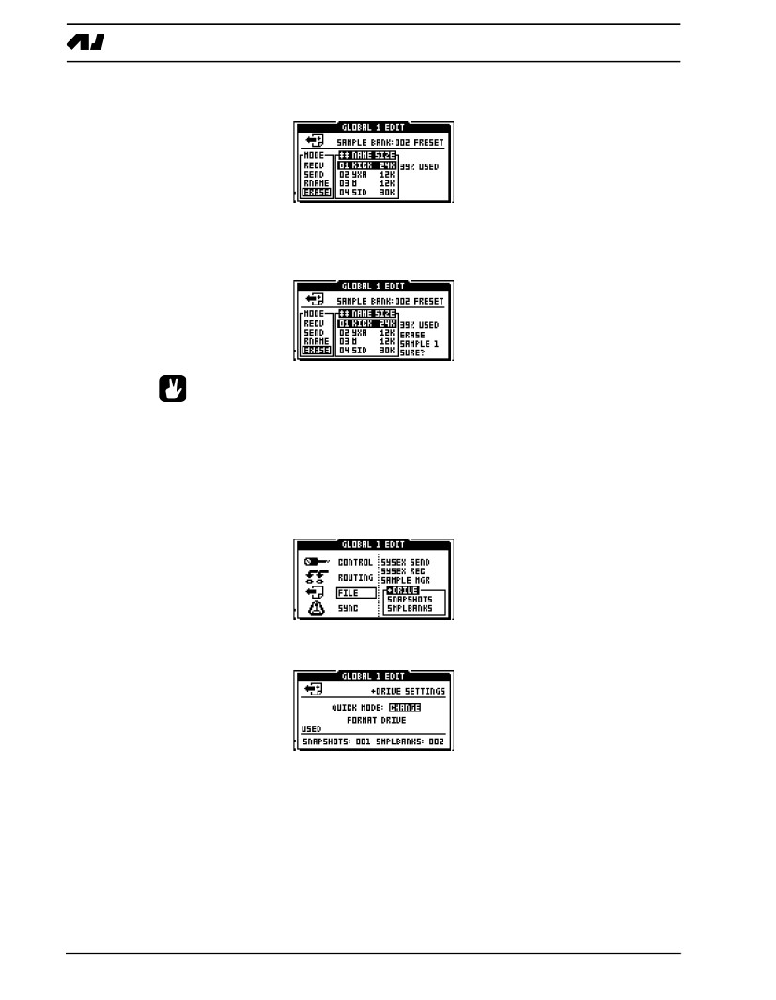 GLOBAL 1 EDIT
SAMPLE BANK:002 PRESET
MODE
RECV
SEND
RNAME
ERASE
## NAME SIZE
01 KICK 24K
02 YXA 12K
03 U 12K
04 SID 30K
39% USED
GLOBAL 1 EDIT
SAMPLE BANK:002 PRESET
MODE
RECV
SEND
RNAME
ERASE
## NAME SIZE
01 KICK 24K
02 YXA 12K
03 U 12K
04 SID 30K
39% USED
ERASE
SAMPLE 1
SURE?
GLOBAL 1 EDIT
CONTROL
ROUTING
FILE
SYNC
SYSEX SEND
SYSEX REC
SAMPLE MGR
+DRIVE
SNAPSHOTS
SMPLBANKS
GLOBAL 1 EDIT
+DRIVE SETTINGS
QUICK MODE: CHANGE
FORMAT DRIVE
USED
SNAPSHOTS: 001 SMPLBANKS: 002